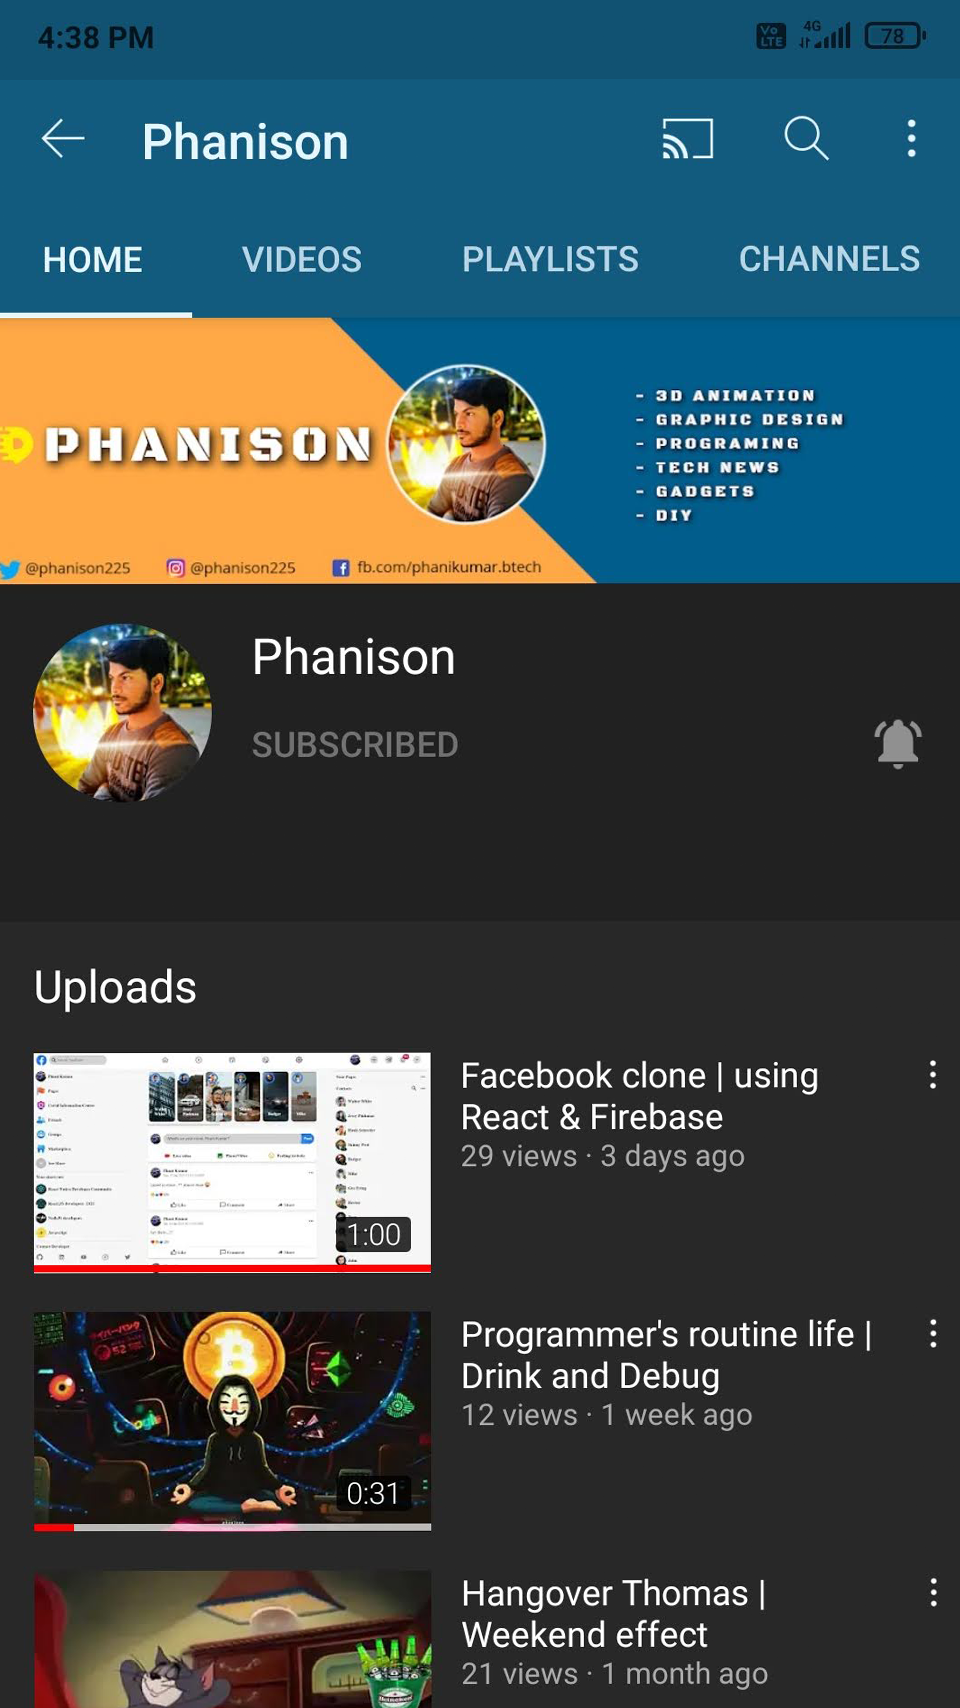 4:38 PM
Vo LTE
4G
78
Phanison
HOME
VIDEOS
PLAYLISTS
CHANNELS
PHANISON
- 3D ANIMATION
- GRAPHIC DESIGN
- PROGRAMING
- TECH NEWS
- GADGETS
- DIY
@phanison225
@phanison225
fb.com/phanikumar.btech
Phanison
SUBSCRIBED
Uploads
1:00
Facebook clone | using
React & Firebase
29 views · 3 days ago
0:31
Programmer's routine life |
Drink and Debug
12 views · 1 week ago
Heineken
Hangover Thomas |
Weekend effect
21 views · 1 month ago